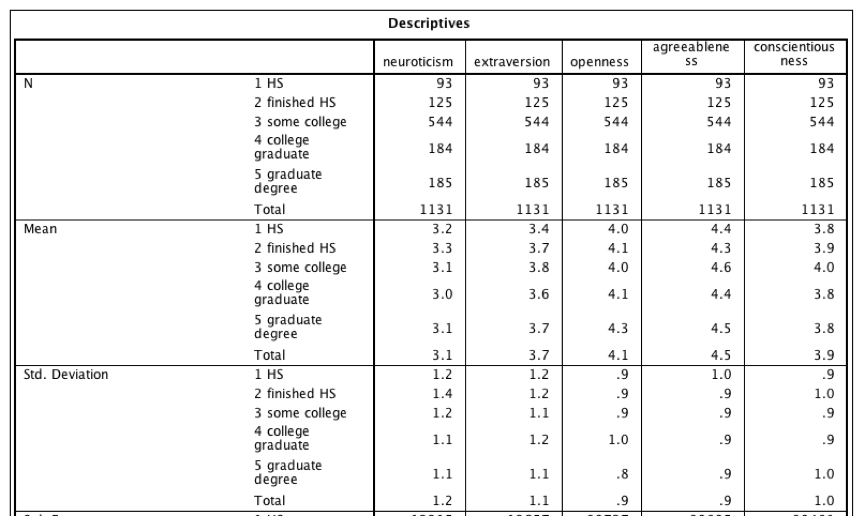 Descriptives
neuroticism extraversion openness agreeablene ss conscientious ness
N 1 HS 93 93 93 93 93
2 finished HS 125 125 125 125 125
3 some college 544 544 544 544 544
4 college graduate 184 184 184 184 184
5 graduate degree 185 185 185 185 185
Total 1131 1131 1131 1131 1131
Mean 1 HS 3.2 3.4 4.0 4.4 3.8
2 finished HS 3.3 3.7 4.1 4.3 3.9
3 some college 3.1 3.8 4.0 4.6 4.0
4 college graduate 3.0 3.6 4.1 4.4 3.8
5 graduate degree 3.1 3.7 4.3 4.5 3.8
Total 3.1 3.7 4.1 4.5 3.9
Std. Deviation 1 HS 1.2 1.2 .9 1.0 .9
2 finished HS 1.4 1.2 .9 .9 1.0
3 some college 1.2 1.1 .9 .9 .9
4 college graduate 1.1 1.2 1.0 .9 .9
5 graduate degree 1.1 1.1 .8 .9 1.0
Total 1.2 1.1 .9 .9 1.0